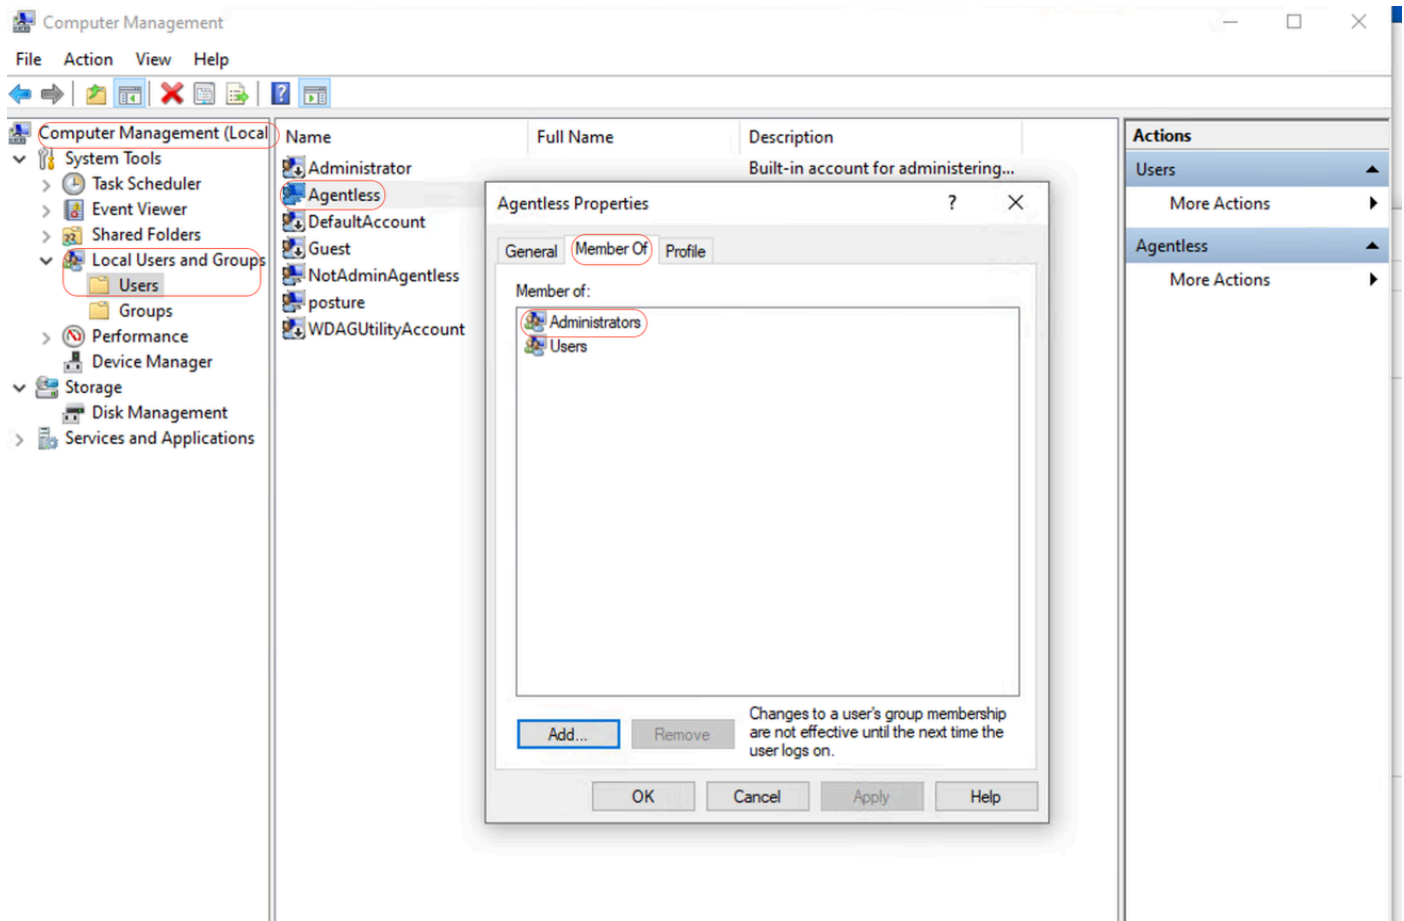 Computer Management
File Action View Help
Computer Management (Local
System Tools
Task Scheduler
Event Viewer
Shared Folders
Local Users and Groups
Users
Groups
Performance
Device Manager
Storage
Disk Management
Services and Applications
Name Full Name Description
Administrator Built-in account for administering...
Agentless
DefaultAccount
Guest
NotAdminAgentless
posture
WDAGUtilityAccount
Agentless Properties ?
General Member Of Profile
Member of:
Administrators
Users
Add... Remove
Changes to a user's group membership
are not effective until the next time the
user logs on.
OK Cancel Apply Help
Actions
Users
More Actions
Agentless
More Actions